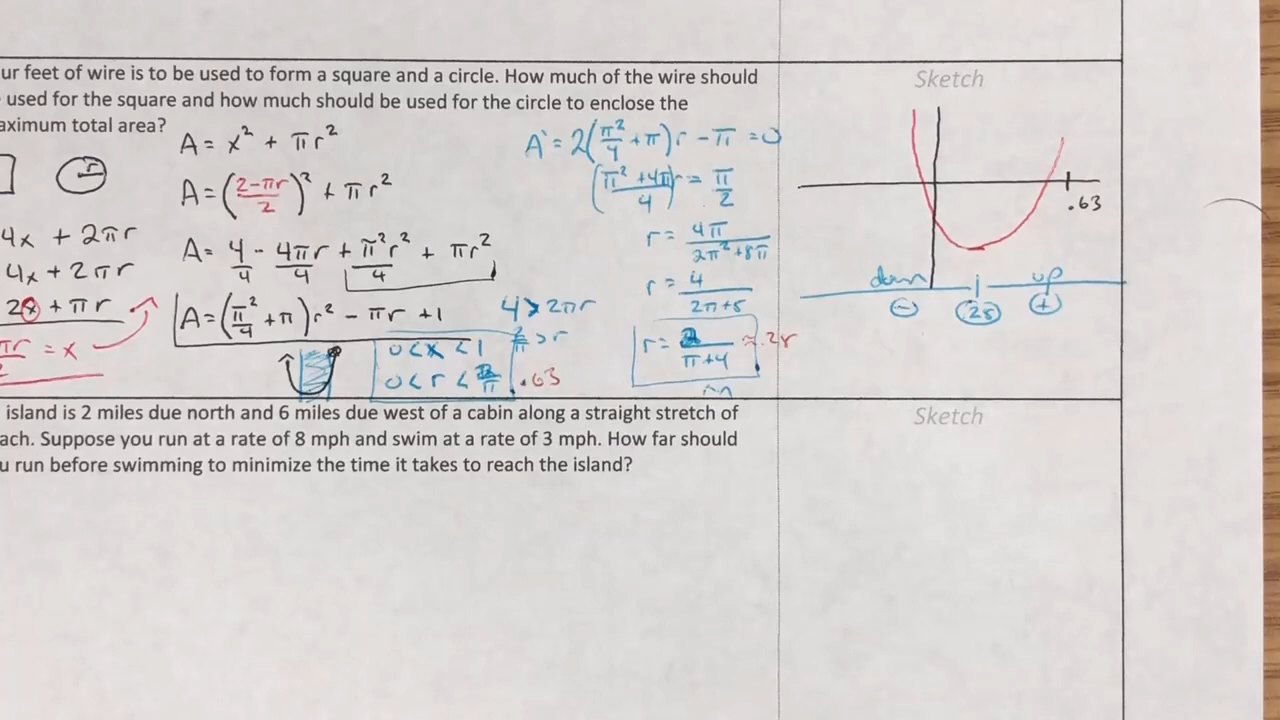 ur feet of wire is to be used to form a square and a circle. How much of the wire should
used for the square and how much should be used for the circle to enclose the
aximum total area?
Sketch
r
A = x² + πr²
A = ((2-πr)/2)² + πr²
4x + 2πr
4x + 2πr
2x + πr
πr/2 = x
A = 4/4 - 4πr/4 + π²r²/4 + πr²
A = (π²/4 + π)r² - πr + 1
4 > 2πr
2/π > r
0 < x < 1
0 < r < 2/π
.63
A' = 2(π²/4 + π)r - π = 0
((π² + 4π)/4)r = π/2
r = 4π/(2π² + 8π)
r = 4/(2π+8)
r = 2/(π+4) ≈ .28
.63
down
up
(-)
.28
(+)
island is 2 miles due north and 6 miles due west of a cabin along a straight stretch of
ach. Suppose you run at a rate of 8 mph and swim at a rate of 3 mph. How far should
u run before swimming to minimize the time it takes to reach the island?
Sketch